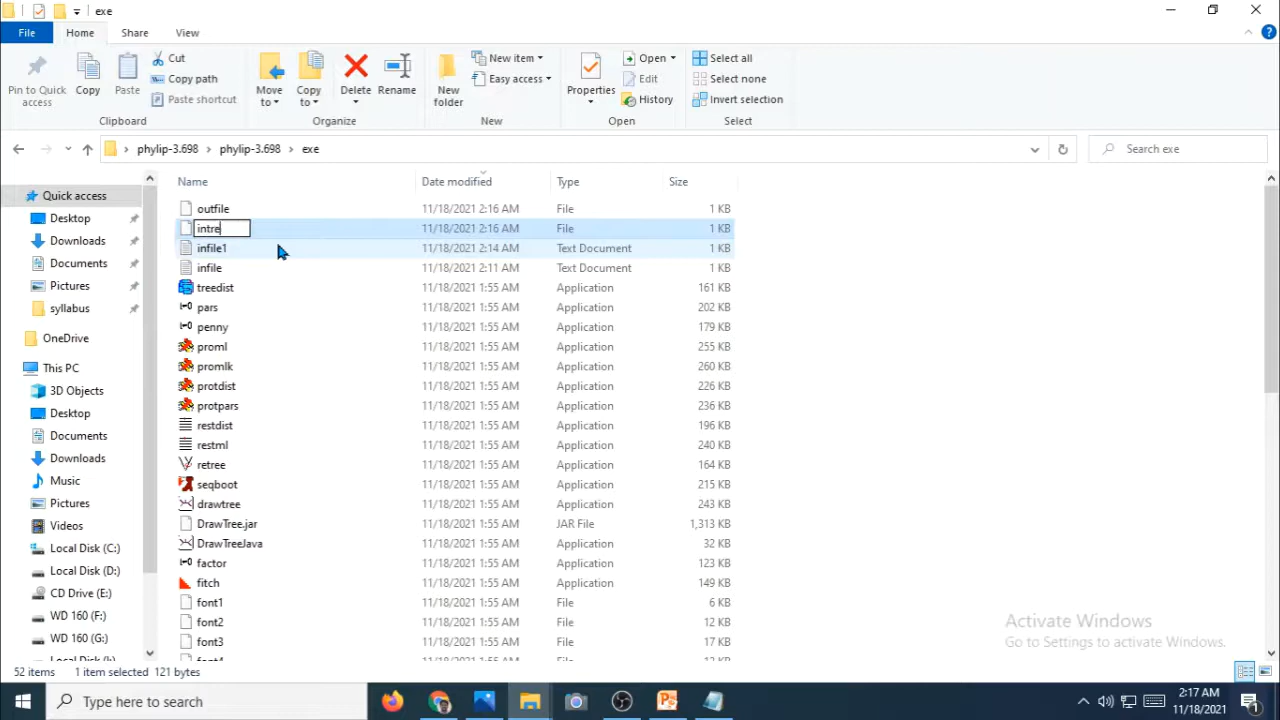 exe
File
Home
Share
View
Pin to Quick access
Copy
Paste
Cut
Copy path
Paste shortcut
Move to
Copy to
Delete
Rename
New folder
New item
Easy access
Properties
Open
Edit
History
Select all
Select none
Invert selection
Clipboard
Organize
New
Open
Select
phylip-3.698 > phylip-3.698 > exe
Search exe
Name Date modified Type Size
Quick access
Desktop
Downloads
Documents
Pictures
syllabus
OneDrive
This PC
3D Objects
Desktop
Documents
Downloads
Music
Pictures
Videos
Local Disk (C:)
Local Disk (D:)
CD Drive (E:)
WD 160 (F:)
WD 160 (G:)
outfile 11/18/2021 2:16 AM File 1 KB
intre 11/18/2021 2:16 AM File 1 KB
infile1 11/18/2021 2:14 AM Text Document 1 KB
infile 11/18/2021 2:11 AM Text Document 1 KB
treedist 11/18/2021 1:55 AM Application 161 KB
pars 11/18/2021 1:55 AM Application 202 KB
penny 11/18/2021 1:55 AM Application 179 KB
proml 11/18/2021 1:55 AM Application 255 KB
promlk 11/18/2021 1:55 AM Application 260 KB
protdist 11/18/2021 1:55 AM Application 226 KB
protpars 11/18/2021 1:55 AM Application 236 KB
restdist 11/18/2021 1:55 AM Application 196 KB
restml 11/18/2021 1:55 AM Application 240 KB
retree 11/18/2021 1:55 AM Application 164 KB
seqboot 11/18/2021 1:55 AM Application 215 KB
drawtree 11/18/2021 1:55 AM Application 243 KB
DrawTree.jar 11/18/2021 1:55 AM JAR File 1,313 KB
DrawTreeJava 11/18/2021 1:55 AM Application 32 KB
factor 11/18/2021 1:55 AM Application 123 KB
fitch 11/18/2021 1:55 AM Application 149 KB
font1 11/18/2021 1:55 AM File 6 KB
font2 11/18/2021 1:55 AM File 12 KB
font3 11/18/2021 1:55 AM File 17 KB
Activate Windows
Go to Settings to activate Windows.
52 items 1 item selected 121 bytes
Type here to search
2:17 AM
11/18/2021
1